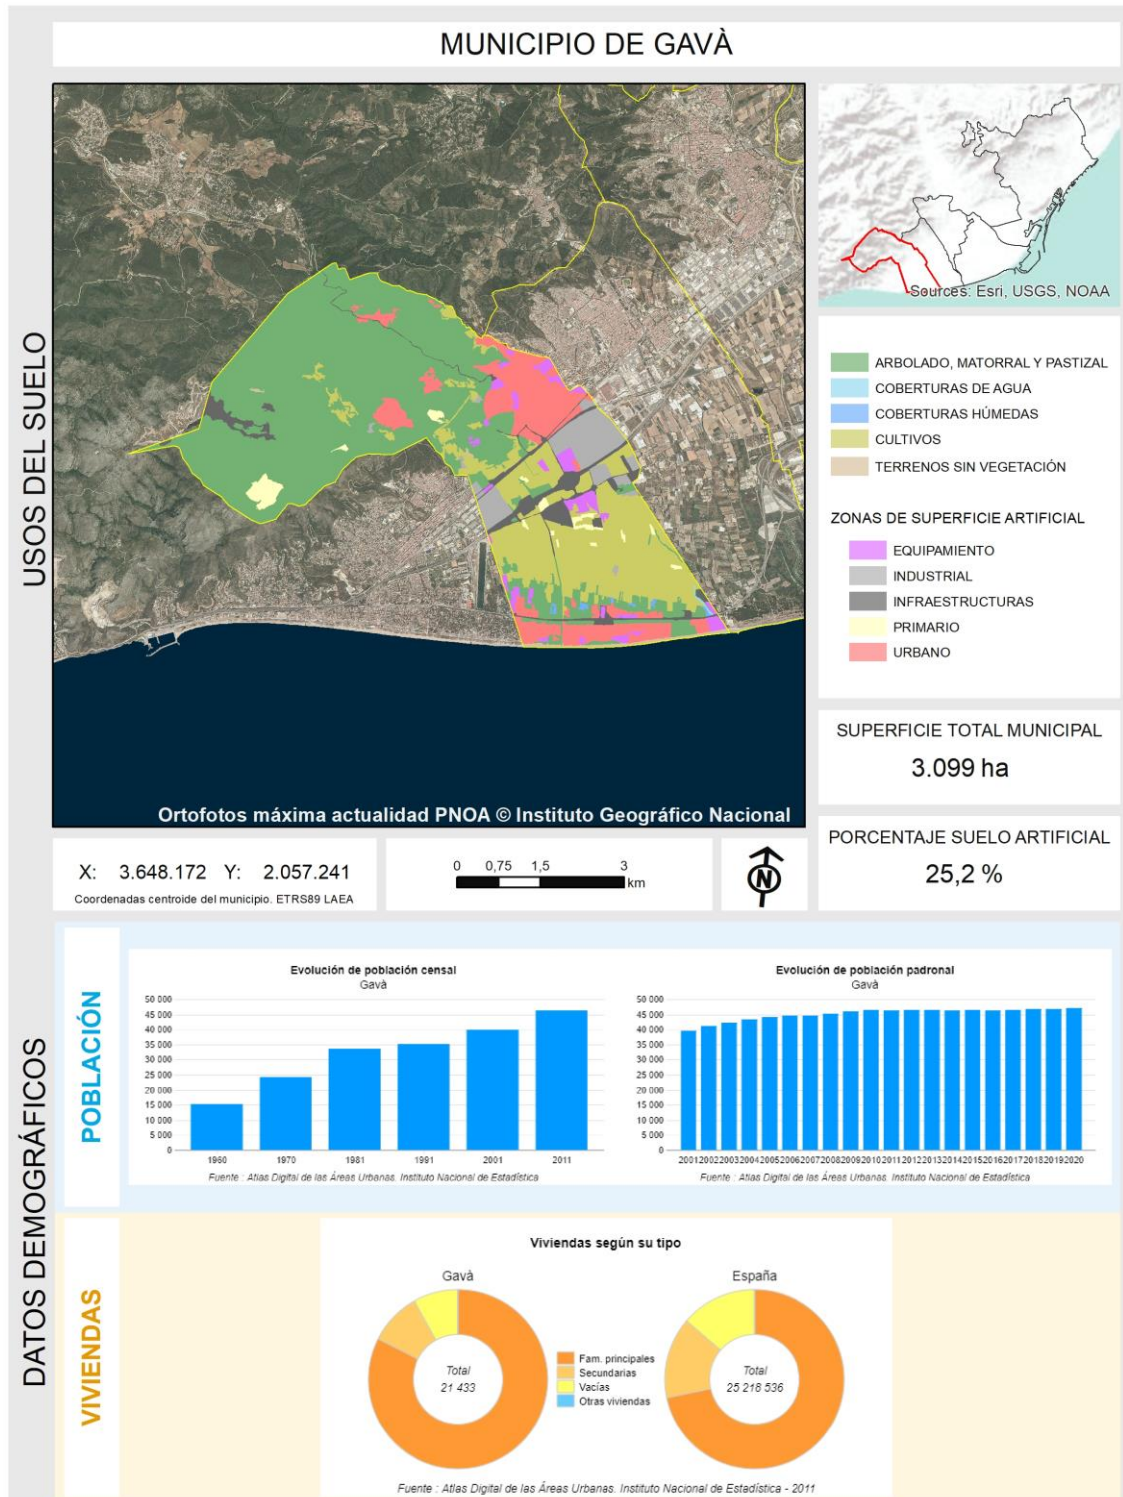 MUNICIPIO DE GAVÀ
USOS DEL SUELO
Ortofotos máxima actualidad PNOA © Instituto Geográfico Nacional
Sources: Esri, USGS, NOAA
ARBOLADO, MATORRAL Y PASTIZAL
COBERTURAS DE AGUA
COBERTURAS HÚMEDAS
CULTIVOS
TERRENOS SIN VEGETACIÓN
ZONAS DE SUPERFICIE ARTIFICIAL
EQUIPAMIENTO
INDUSTRIAL
INFRAESTRUCTURAS
PRIMARIO
URBANO
SUPERFICIE TOTAL MUNICIPAL
3.099 ha
PORCENTAJE SUELO ARTIFICIAL
25,2 %
X: 3.648.172 Y: 2.057.241
Coordenadas centroide del municipio. ETRS89 LAEA
0 0,75 1,5 3
km
N
DATOS DEMOGRÁFICOS
POBLACIÓN
Evolución de población censal
Gavà
50 000
45 000
40 000
35 000
30 000
25 000
20 000
15 000
10 000
5 000
0
1960 1970 1981 1991 2001 2011
Fuente : Atlas Digital de las Áreas Urbanas. Instituto Nacional de Estadística
Evolución de población padronal
Gavà
50 000
45 000
40 000
35 000
30 000
25 000
20 000
15 000
10 000
5 000
0
2001 2002 2003 2004 2005 2006 2007 2008 2009 2010 2011 2012 2013 2014 2015 2016 2017 2018 2019 2020
Fuente : Atlas Digital de las Áreas Urbanas. Instituto Nacional de Estadística
VIVIENDAS
Viviendas según su tipo
Gavà
Total
21 433
Fam. principales
Secundarias
Vacías
Otras viviendas
España
Total
25 218 536
Fuente : Atlas Digital de las Áreas Urbanas. Instituto Nacional de Estadística - 2011